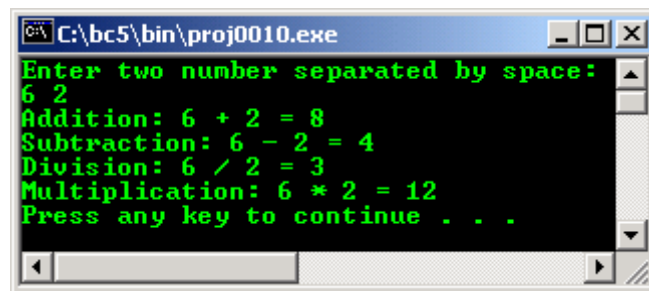 C:\bc5\bin\proj0010.exe
Enter two number separated by space:
6 2
Addition: 6 + 2 = 8
Subtraction: 6 - 2 = 4
Division: 6 / 2 = 3
Multiplication: 6 * 2 = 12
Press any key to continue . . .